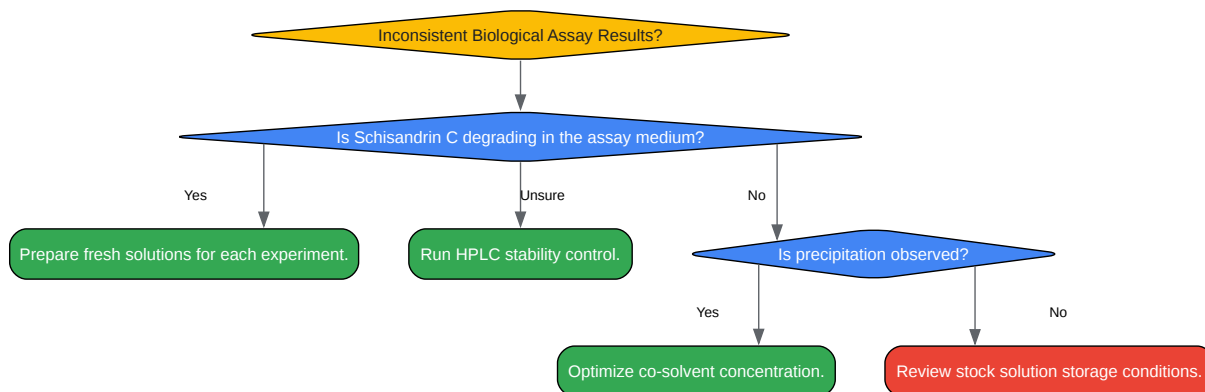 Inconsistent Biological Assay Results?
Is Schisandrin C degrading in the assay medium?
Yes
Unsure
No
Prepare fresh solutions for each experiment.
Run HPLC stability control.
Is precipitation observed?
Yes
No
Optimize co-solvent concentration.
Review stock solution storage conditions.